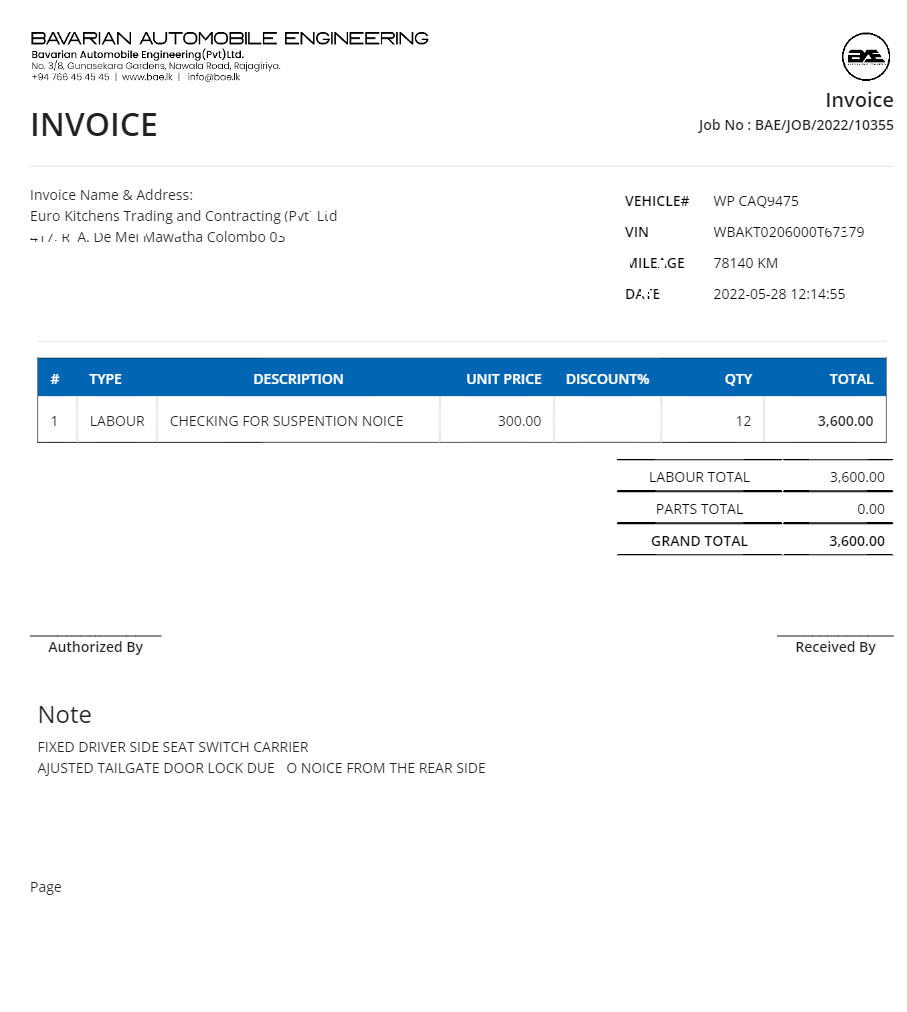 BAVARIAN AUTOMOBILE ENGINEERING
Bavarian Automobile Engineering(Pvt)Ltd.
No. 3/8, Gunasekara Gardens, Nawala Road, Rajagiriya.
+94 766 45 45 45 | www.bae.lk | info@bae.lk
BAE
Invoice
INVOICE
Job No : BAE/JOB/2022/10355
Invoice Name & Address:
Euro Kitchens Trading and Contracting (Pvt) Ltd
A. De Mel Mawatha Colombo
VEHICLE# WP CAQ9475
VIN WBAKT0206000T67379
MILEAGE 78140 KM
DATE 2022-05-28 12:14:55
# TYPE DESCRIPTION UNIT PRICE DISCOUNT% QTY TOTAL
1 LABOUR CHECKING FOR SUSPENTION NOICE 300.00 12 3,600.00
LABOUR TOTAL 3,600.00
PARTS TOTAL 0.00
GRAND TOTAL 3,600.00
Authorized By Received By
Note
FIXED DRIVER SIDE SEAT SWITCH CARRIER
AJUSTED TAILGATE DOOR LOCK DUE O NOICE FROM THE REAR SIDE
Page